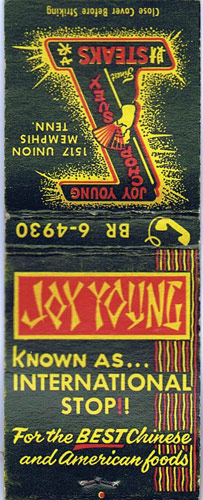 JOY YOUNG
Finest
CHOP SUEY
STEAKS
1517 UNION
MEMPHIS
TENN.
Close Cover Before Striking
BR 6-4930
JOY YOUNG
KNOWN AS...
INTERNATIONAL
STOP!!
For the BEST Chinese
and American foods